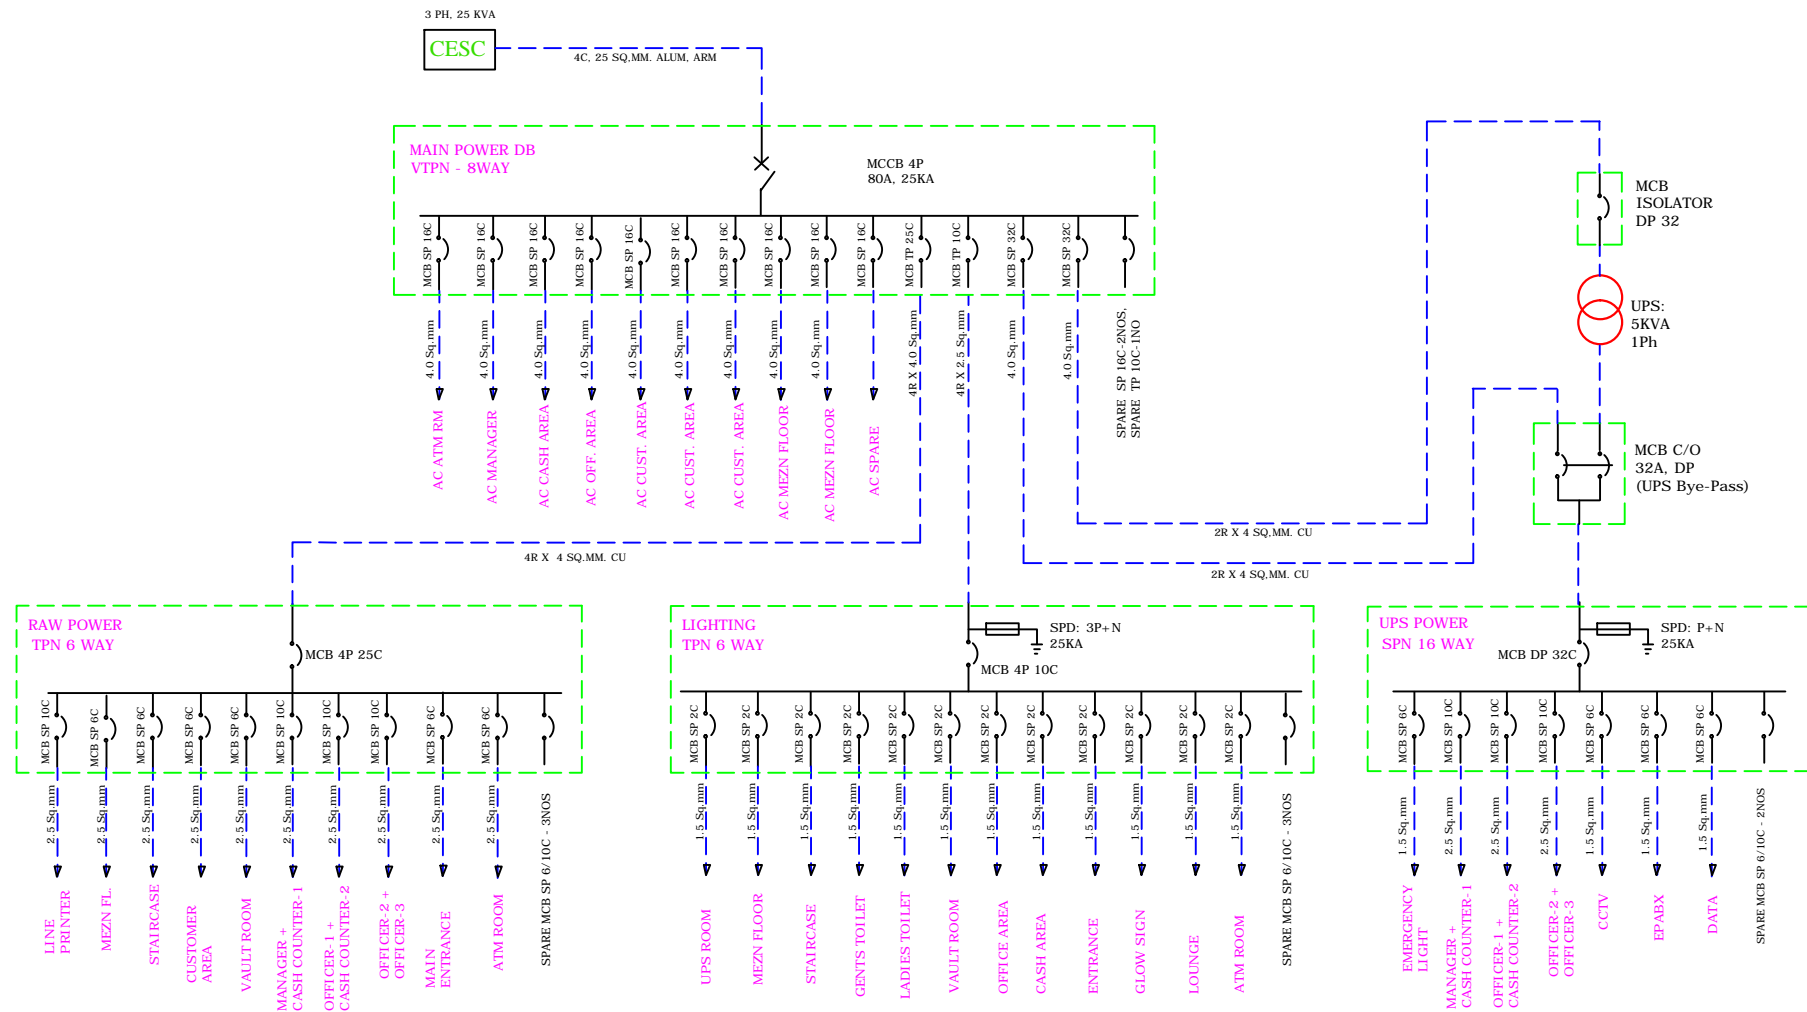 3 PH, 25 KVA
CESC
4C, 25 SQ,MM. ALUM, ARM
MAIN POWER DB
VTPN - 8WAY
MCCB 4P
80A, 25KA
MCB SP 16C
MCB SP 16C
MCB SP 16C
MCB SP 16C
MCB SP 16C
MCB SP 16C
MCB SP 16C
MCB SP 16C
MCB SP 16C
MCB SP 16C
MCB TP 25C
MCB TP 10C
MCB SP 32C
MCB SP 32C
4.0 Sq,mm
4.0 Sq,mm
4.0 Sq,mm
4.0 Sq,mm
4.0 Sq,mm
4.0 Sq,mm
4.0 Sq,mm
4.0 Sq,mm
4.0 Sq,mm
4R X 4.0 Sq,mm
4R X 2.5 Sq,mm
4.0 Sq,mm
4.0 Sq,mm
SPARE SP 16C-2NOS,
SPARE TP 10C-1NO
AC ATM RM
AC MANAGER
AC CASH AREA
AC OFF. AREA
AC CUST. AREA
AC CUST. AREA
AC CUST. AREA
AC MEZN FLOOR
AC MEZN FLOOR
AC SPARE
MCB
ISOLATOR
DP 32
UPS:
5KVA
1Ph
MCB C/O
32A, DP
(UPS Bye-Pass)
2R X 4 SQ,MM. CU
4R X 4 SQ.MM. CU
2R X 4 SQ,MM. CU
RAW POWER
TPN 6 WAY
MCB 4P 25C
MCB SP 10C
MCB SP 6C
MCB SP 6C
MCB SP 6C
MCB SP 6C
MCB SP 10C
MCB SP 10C
MCB SP 10C
MCB SP 6C
MCB SP 6C
2.5 Sq,mm
2.5 Sq,mm
2.5 Sq,mm
2.5 Sq,mm
2.5 Sq,mm
2.5 Sq,mm
2.5 Sq,mm
2.5 Sq,mm
2.5 Sq,mm
2.5 Sq,mm
SPARE MCB SP 6/10C - 3NOS
LINE
PRINTER
MEZN FL.
STAIRCASE
CUSTOMER
AREA
VAULT ROOM
MANAGER +
CASH COUNTER-1
OFFICER-1 +
CASH COUNTER-2
OFFICER-2 +
OFFICER-3
MAIN
ENTRANCE
ATM ROOM
LIGHTING
TPN 6 WAY
SPD: 3P+N
25KA
MCB 4P 10C
MCB SP 2C
MCB SP 2C
MCB SP 2C
MCB SP 2C
MCB SP 2C
MCB SP 2C
MCB SP 2C
MCB SP 2C
MCB SP 2C
MCB SP 2C
MCB SP 2C
MCB SP 2C
1.5 Sq,mm
1.5 Sq,mm
1.5 Sq,mm
1.5 Sq,mm
1.5 Sq,mm
1.5 Sq,mm
1.5 Sq,mm
1.5 Sq,mm
1.5 Sq,mm
1.5 Sq,mm
1.5 Sq,mm
1.5 Sq,mm
SPARE MCB SP 6/10C - 3NOS
UPS ROOM
MEZN FLOOR
STAIRCASE
GENTS TOILET
LADIES TOILET
VAULT ROOM
OFFICE AREA
CASH AREA
ENTRANCE
GLOW SIGN
LOUNGE
ATM ROOM
UPS POWER
SPN 16 WAY
SPD: P+N
25KA
MCB DP 32C
MCB SP 6C
MCB SP 10C
MCB SP 10C
MCB SP 10C
MCB SP 6C
MCB SP 6C
MCB SP 6C
1.5 Sq,mm
2.5 Sq,mm
2.5 Sq,mm
2.5 Sq,mm
1.5 Sq,mm
1.5 Sq,mm
1.5 Sq,mm
SPARE MCB SP 6/10C - 2NOS
EMERGENCY
LIGHT
MANAGER +
CASH COUNTER-1
OFFICER-1 +
CASH COUNTER-2
OFFICER-2 +
OFFICER-3
CCTV
EPABX
DATA